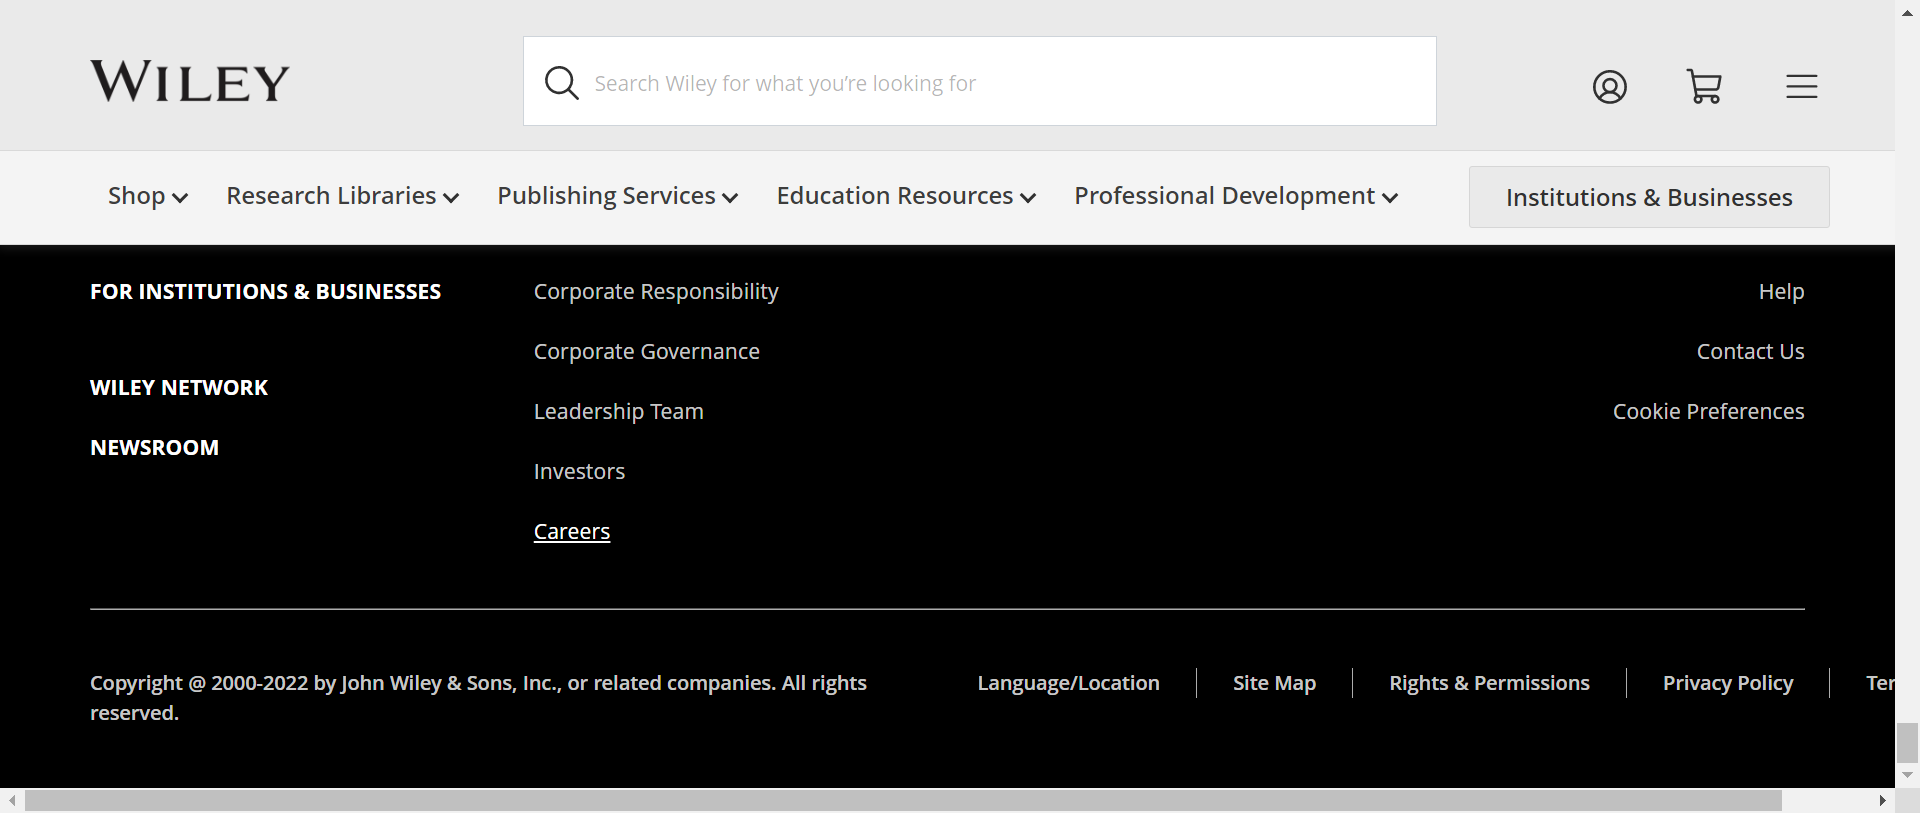 WILEY
Search Wiley for what you’re looking for
Shop
Research Libraries
Publishing Services
Education Resources
Professional Development
Institutions & Businesses
FOR INSTITUTIONS & BUSINESSES
WILEY NETWORK
NEWSROOM
Corporate Responsibility
Corporate Governance
Leadership Team
Investors
Careers
Help
Contact Us
Cookie Preferences
Copyright @ 2000-2022 by John Wiley & Sons, Inc., or related companies. All rights
reserved.
Language/Location
Site Map
Rights & Permissions
Privacy Policy